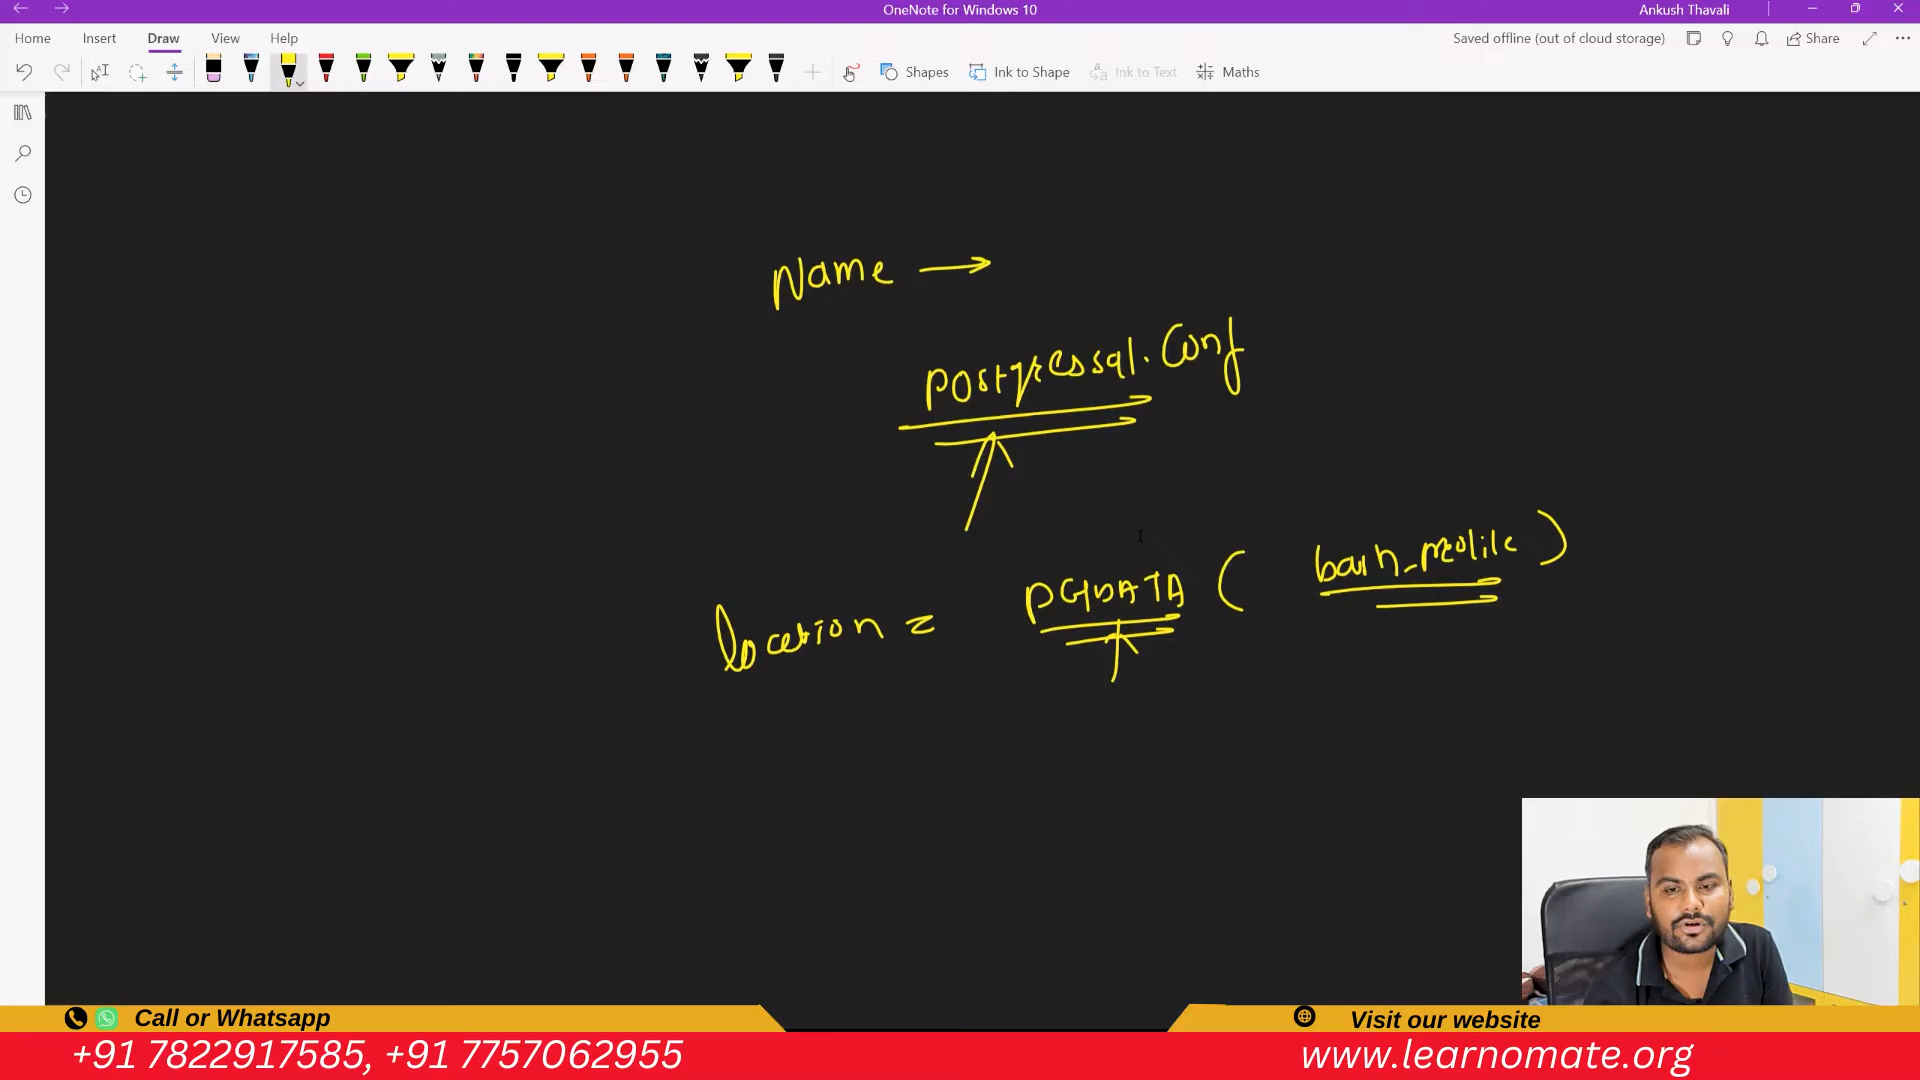 OneNote for Windows 10
Ankush Thavali
Home Insert Draw View Help
Saved offline (out of cloud storage)
Share
Shapes
Ink to Shape
Ink to Text
Maths
Name →
postgressql.conf
location = PGDATA ( bash_profile )
Call or Whatsapp
+91 7822917585, +91 7757062955
Visit our website
www.learnomate.org